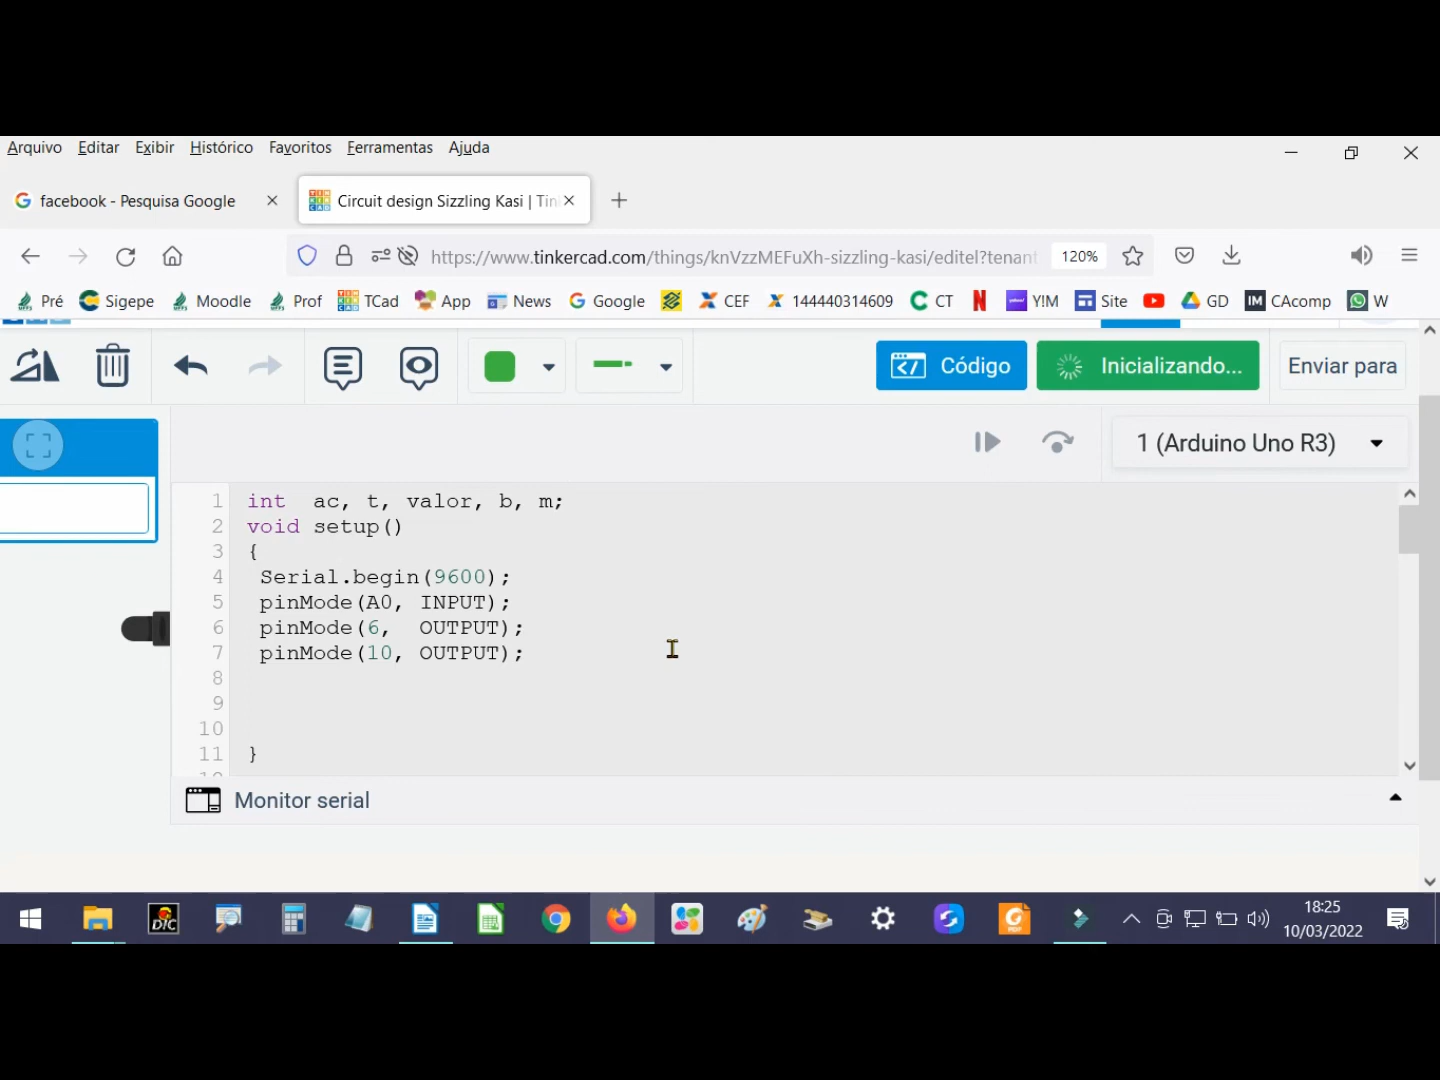 Arquivo Editar Exibir Histórico Favoritos Ferramentas Ajuda
facebook - Pesquisa Google
Circuit design Sizzling Kasi | Tin
https://www.tinkercad.com/things/knVzzMEFuXh-sizzling-kasi/editel?tenant 120%
Pré Sigepe Moodle Prof TCad App News Google CEF 144440314609 CT Y!M Site GD IM CAcomp W
Código Inicializando... Enviar para
1 (Arduino Uno R3)
1 int ac, t, valor, b, m;
2 void setup()
3 {
4 Serial.begin(9600);
5 pinMode(A0, INPUT);
6 pinMode(6, OUTPUT);
7 pinMode(10, OUTPUT);
8
9
10
11 }
Monitor serial
18:25
10/03/2022